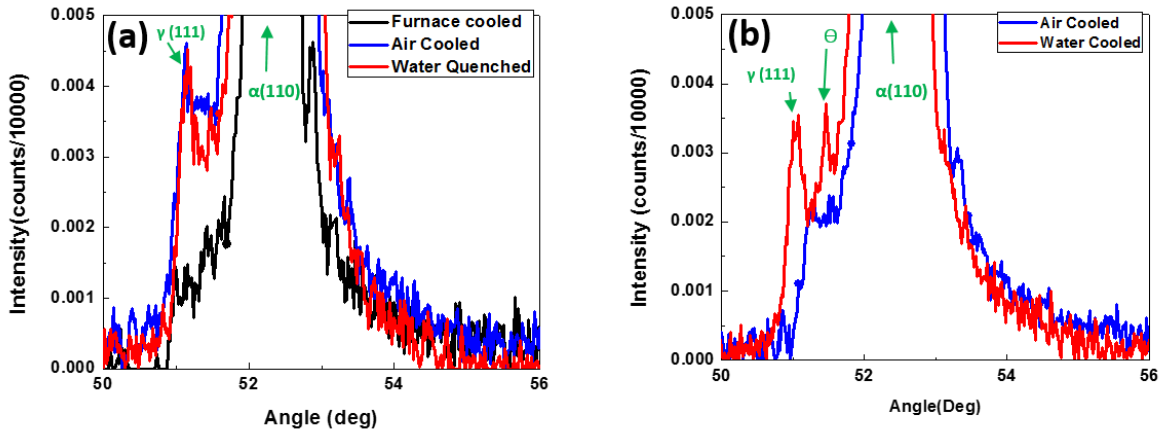 (a)
γ (111)
α(110)
Furnace cooled
Air Cooled
Water Quenched
0.005
0.004
0.003
0.002
0.001
0.000
50
52
54
56
Intensity(counts/10000)
Angle (deg)
(b)
γ (111)
Θ
α(110)
Air Cooled
Water Cooled
0.005
0.004
0.003
0.002
0.001
0.000
50
52
54
56
Intensity (counts/10000)
Angle(Deg)